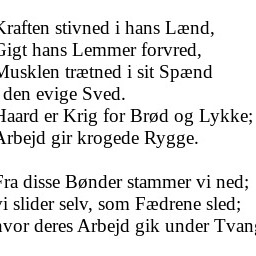 Kraften stivned i hans Lænd,
Gigt hans Lemmer forvred,
Musklen trætned i sit Spænd
den evige Sved.
Haard er Krig for Brød og Lykke;
Arbejd gir krogede Rygge.

Fra disse Bønder stammer vi ned;
vi slider selv, som Fædrene sled;
hvor deres Arbejd gik under Tvang